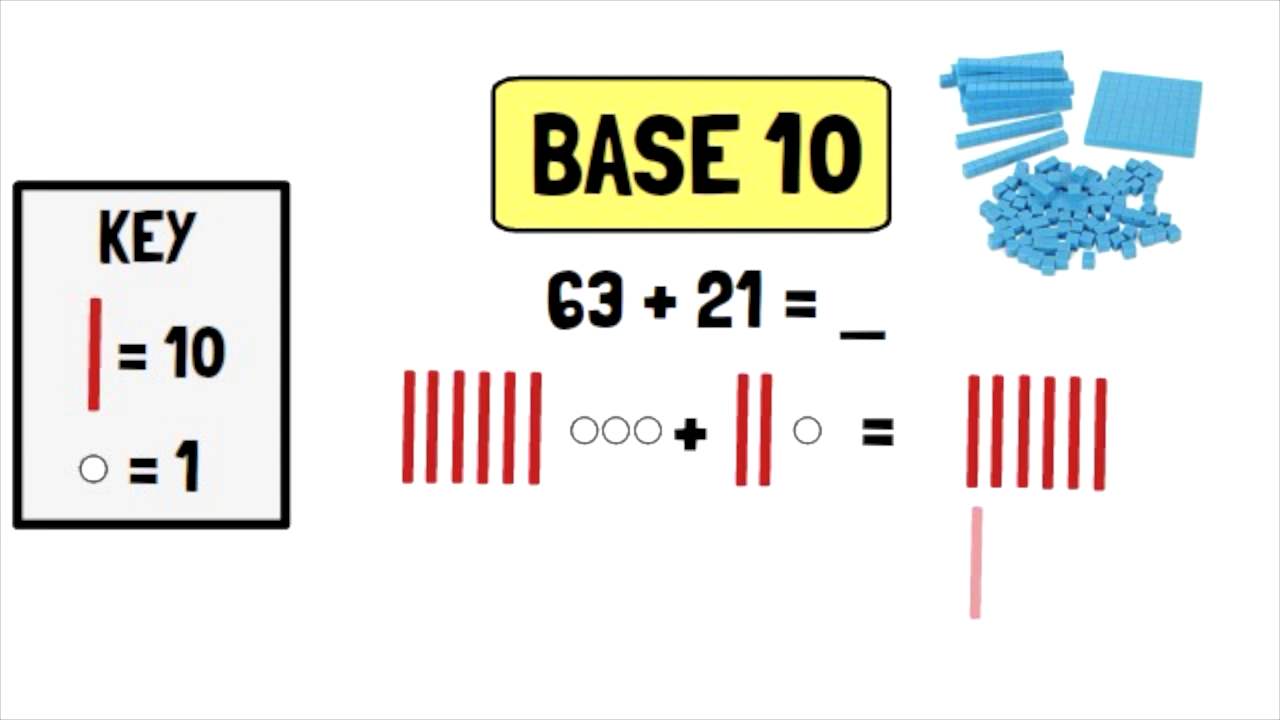 BASE 10
KEY
= 10
= 1
63 + 21 = _
+ =